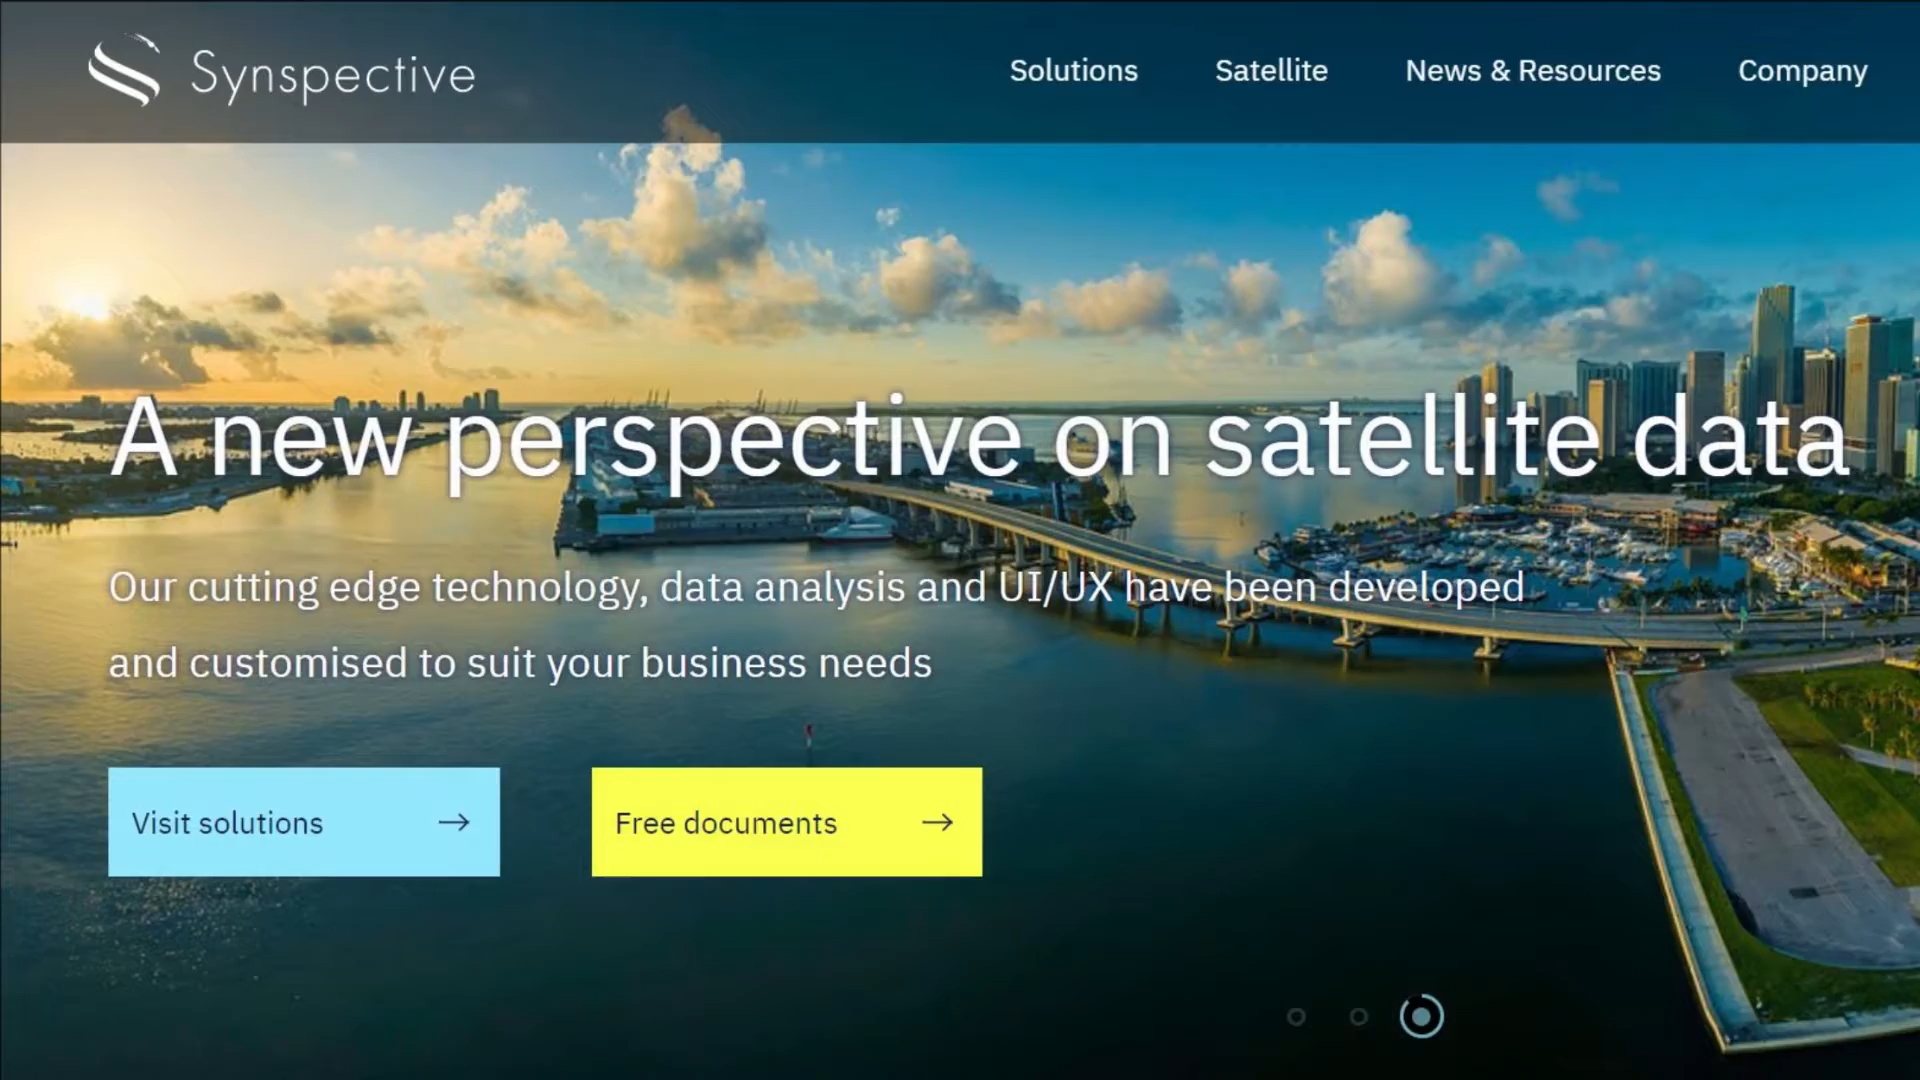 Synspective
Solutions
Satellite
News & Resources
Company
A new perspective on satellite data
Our cutting edge technology, data analysis and UI/UX have been developed
and customised to suit your business needs
Visit solutions
Free documents